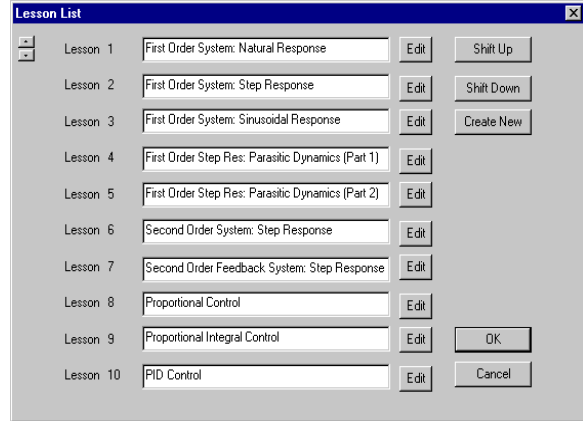 Lesson List
Lesson 1 First Order System: Natural Response Edit Shift Up
Lesson 2 First Order System: Step Response Edit Shift Down
Lesson 3 First Order System: Sinusoidal Response Edit Create New
Lesson 4 First Order Step Res: Parasitic Dynamics (Part 1) Edit
Lesson 5 First Order Step Res: Parasitic Dynamics (Part 2) Edit
Lesson 6 Second Order System: Step Response Edit
Lesson 7 Second Order Feedback System: Step Response Edit
Lesson 8 Proportional Control Edit
Lesson 9 Proportional Integral Control Edit OK
Lesson 10 PID Control Edit Cancel